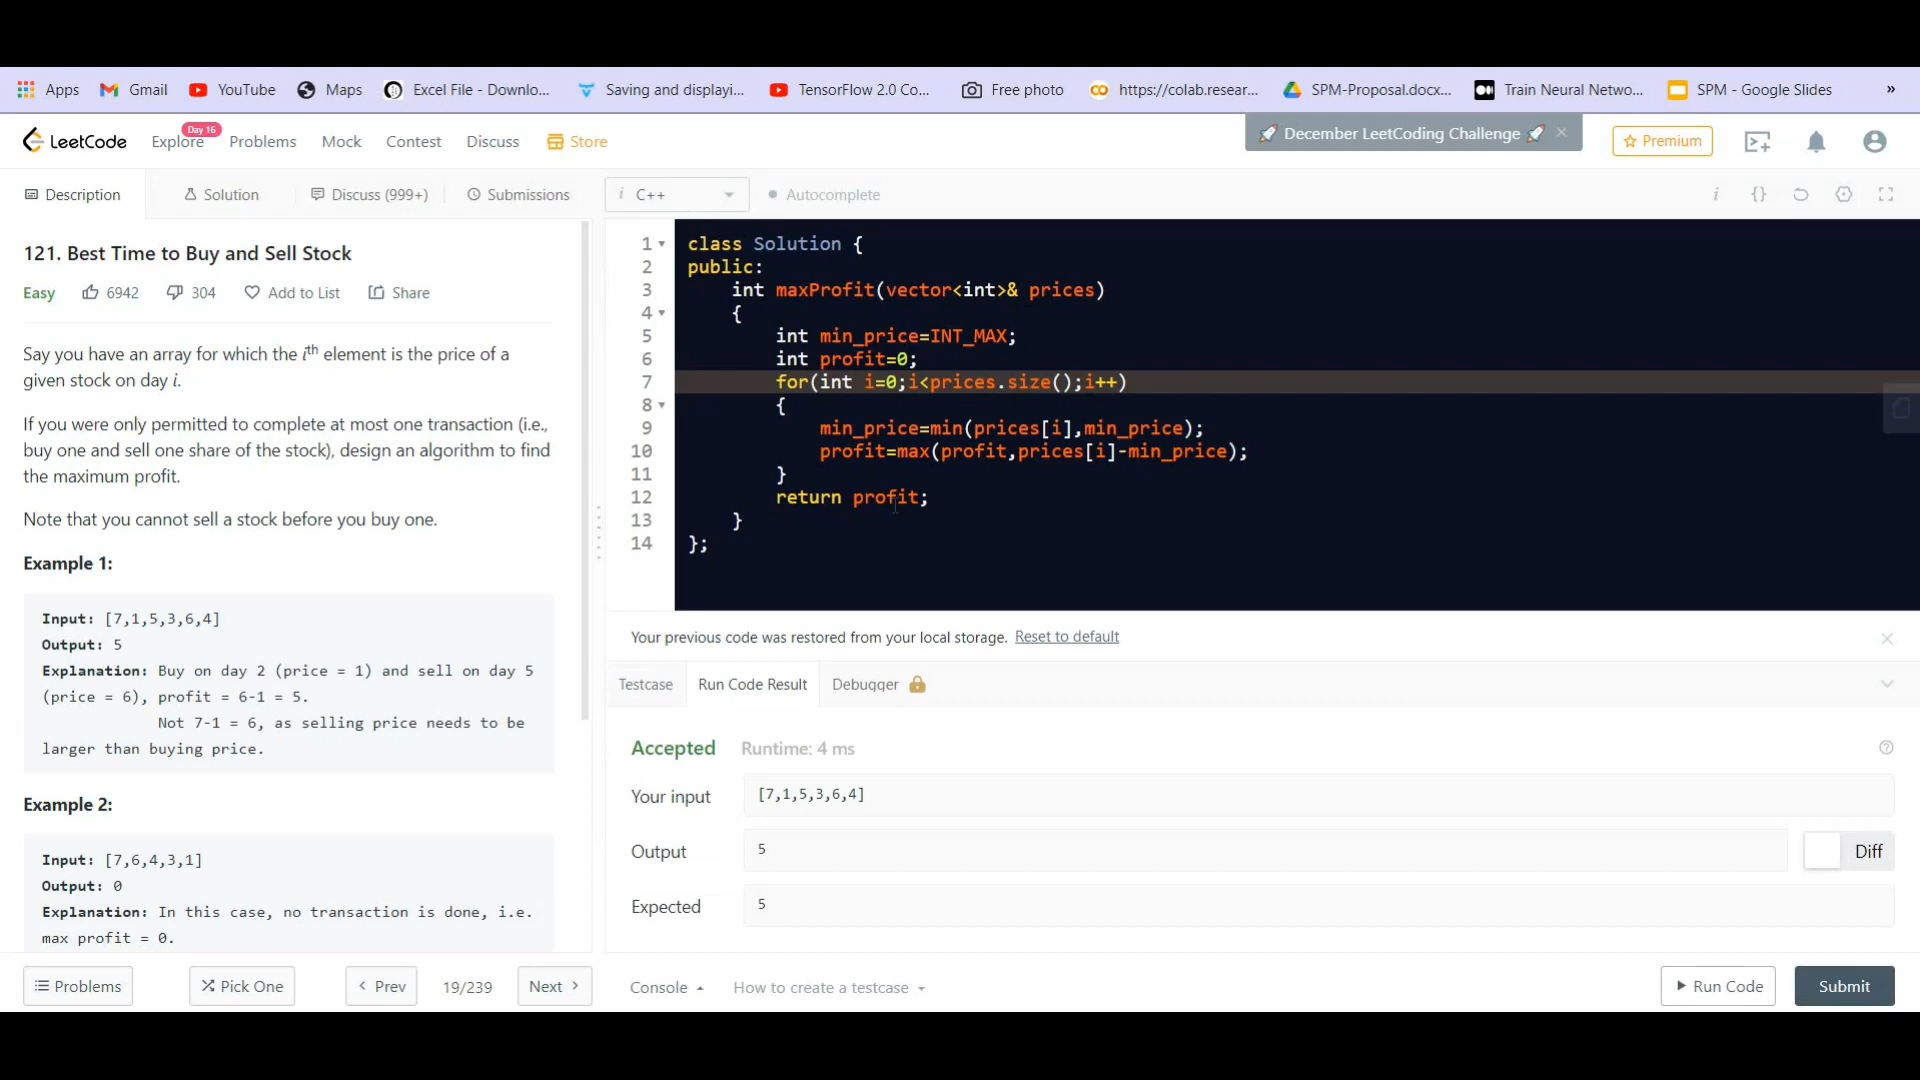 Apps Gmail YouTube Maps Excel File - Downlo... Saving and displayi... TensorFlow 2.0 Co... Free photo https://colab.resear... SPM-Proposal.docx... Train Neural Netwo... SPM - Google Slides »
LeetCode Explore Day 16 Problems Mock Contest Discuss Store December LeetCoding Challenge × Premium
Description Solution Discuss (999+) Submissions i C++ Autocomplete i {}
121. Best Time to Buy and Sell Stock
Easy 6942 304 Add to List Share
Say you have an array for which the ith element is the price of a
given stock on day i.
If you were only permitted to complete at most one transaction (i.e.,
buy one and sell one share of the stock), design an algorithm to find
the maximum profit.
Note that you cannot sell a stock before you buy one.
Example 1:
Input: [7,1,5,3,6,4]
Output: 5
Explanation: Buy on day 2 (price = 1) and sell on day 5
(price = 6), profit = 6-1 = 5.
Not 7-1 = 6, as selling price needs to be
larger than buying price.
Example 2:
Input: [7,6,4,3,1]
Output: 0
Explanation: In this case, no transaction is done, i.e.
max profit = 0.
Problems Pick One < Prev 19/239 Next >
1 class Solution {
2 public:
3 int maxProfit(vector<int>& prices)
4 {
5 int min_price=INT_MAX;
6 int profit=0;
7 for(int i=0;i<prices.size();i++)
8 {
9 min_price=min(prices[i],min_price);
10 profit=max(profit,prices[i]-min_price);
11 }
12 return profit;
13 }
14 };
Your previous code was restored from your local storage. Reset to default ×
Testcase Run Code Result Debugger
Accepted Runtime: 4 ms
Your input [7,1,5,3,6,4]
Output 5 Diff
Expected 5
Console How to create a testcase Run Code Submit